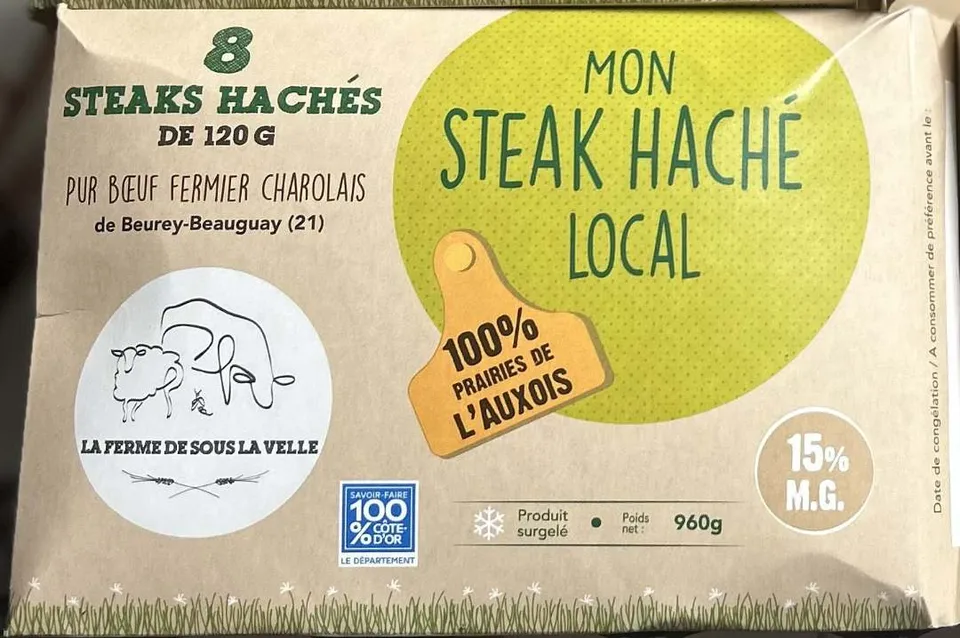 8
STEAKS HACHÉS
DE 120 G
PUR BŒUF FERMIER CHAROLAIS
de Beurey-Beauguay (21)
LA FERME DE SOUS LA VELLE
MON
STEAK HACHÉ
LOCAL
100%
PRAIRIES DE
L'AUXOIS
15%
M.G.
SAVOIR-FAIRE
100
% CÔTE-
D'OR
LE DÉPARTEMENT
Produit
surgelé
•
Poids
net :
960g
Date de congélation / A consommer de préférence avant le :